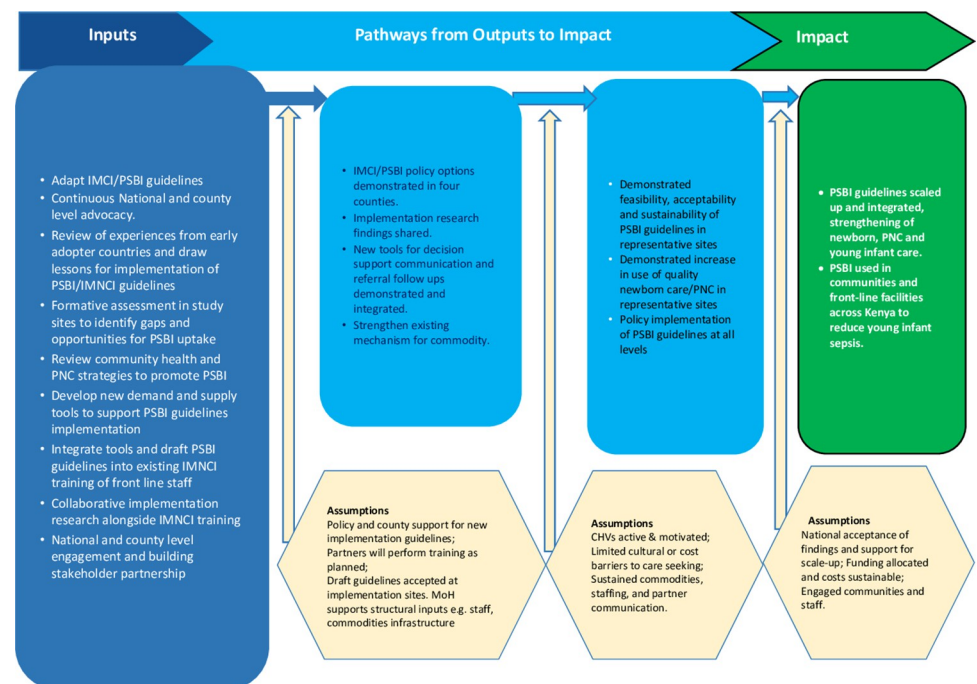 Inputs
Pathways from Outputs to Impact
Impact
• Adapt IMCI/PSBI guidelines
• Continuous National and county
level advocacy.
• Review of experiences from early
adopter countries and draw
lessons for implementation of
PSBI/IMNCI guidelines
• Formative assessment in study
sites to identify gaps and
opportunities for PSBI uptake
• Review community health and
PNC strategies to promote PSBI
• Develop new demand and supply
tools to support PSBI guidelines
implementation
• Integrate tools and draft PSBI
guidelines into existing IMNCI
training of front line staff
• Collaborative implementation
research alongside IMNCI training
• National and county level
engagement and building
stakeholder partnership
• IMCI/PSBI policy options
demonstrated in four
counties.
• Implementation research
findings shared.
• New tools for decision
support communication and
referral follow ups
demonstrated and
integrated.
• Strengthen existing
mechanism for commodity.
• Demonstrated
feasibility, acceptability
and sustainability of
PSBI guidelines in
representative sites
• Demonstrated increase
in use of quality
newborn care/PNC in
representative sites
• Policy implementation
of PSBI guidelines at all
levels
• PSBI guidelines scaled
up and integrated,
strengthening of
newborn, PNC and
young infant care.
• PSBI used in
communities and
front-line facilities
across Kenya to
reduce young infant
sepsis.
Assumptions
Policy and county support for new
implementation guidelines;
Partners will perform training as
planned;
Draft guidelines accepted at
implementation sites. MoH
supports structural inputs e.g. staff,
commodities infrastructure
Assumptions
CHVs active & motivated;
Limited cultural or cost
barriers to care seeking;
Sustained commodities,
staffing, and partner
communication.
Assumptions
National acceptance of
findings and support for
scale-up; Funding allocated
and costs sustainable;
Engaged communities and
staff.